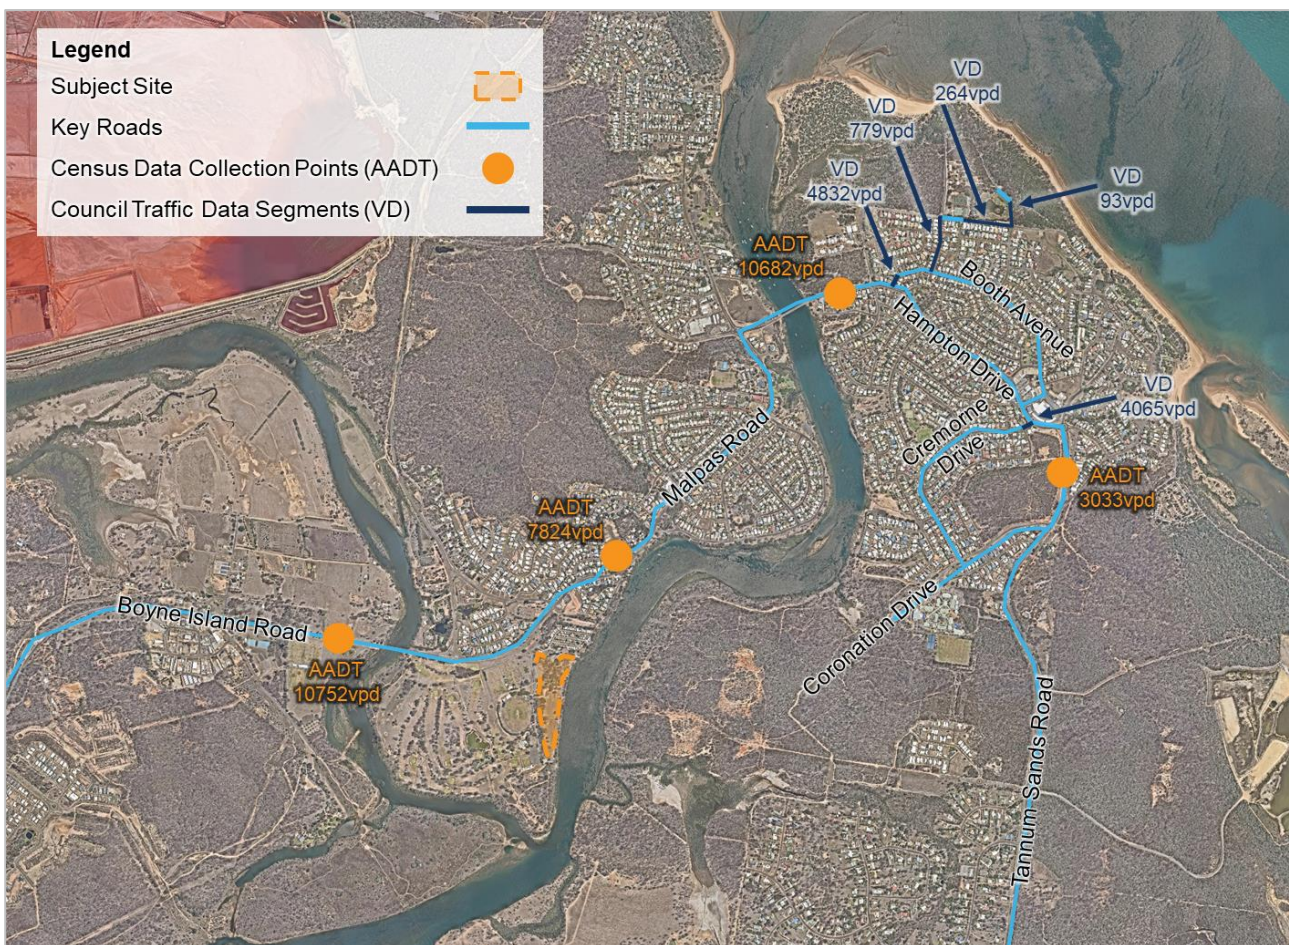 Legend
Subject Site
Key Roads
Census Data Collection Points (AADT)
Council Traffic Data Segments (VD)
VD
264vpd
VD
779vpd
VD
4832vpd
VD
93vpd
AADT
10682vpd
Booth Avenue
Hampton Drive
VD
4065vpd
Cremorne
Drive
Malpas Road
AADT
3033vpd
AADT
7824vpd
Boyne Island Road
AADT
10752vpd
Coronation Drive
Tannum Sands Road